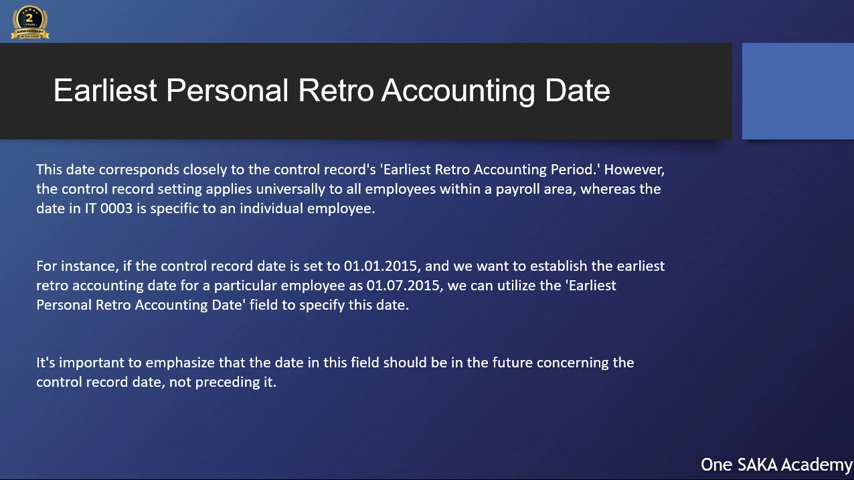 2
ANNIVERSARY
Earliest Personal Retro Accounting Date
This date corresponds closely to the control record's 'Earliest Retro Accounting Period.' However,
the control record setting applies universally to all employees within a payroll area, whereas the
date in IT 0003 is specific to an individual employee.
For instance, if the control record date is set to 01.01.2015, and we want to establish the earliest
retro accounting date for a particular employee as 01.07.2015, we can utilize the 'Earliest
Personal Retro Accounting Date' field to specify this date.
It's important to emphasize that the date in this field should be in the future concerning the
control record date, not preceding it.
One SAKA Academy